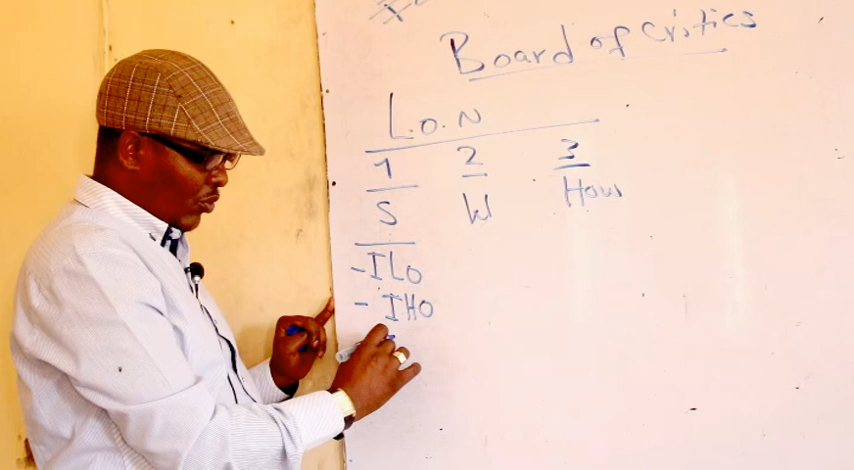 Board of Critics
L.O.N
1 2 3
S W How
- ILO
- IHO